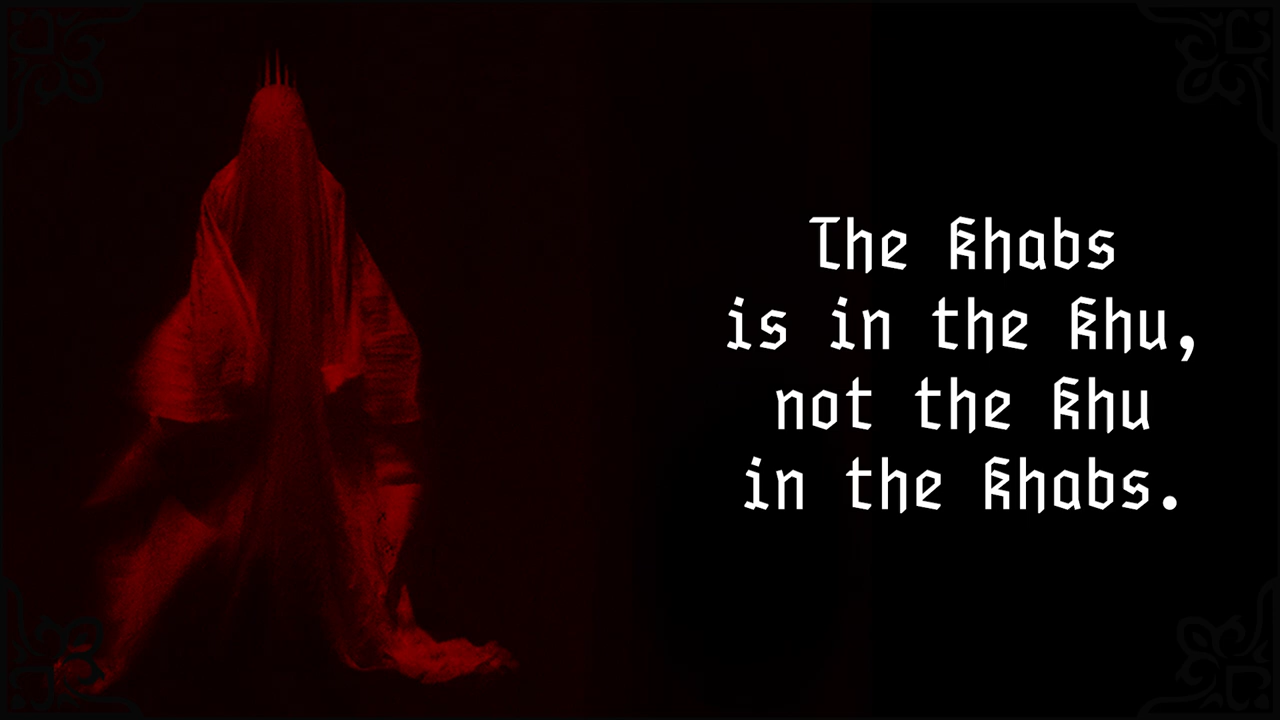 The Khabs
is in the Khu,
not the Khu
in the Khabs.